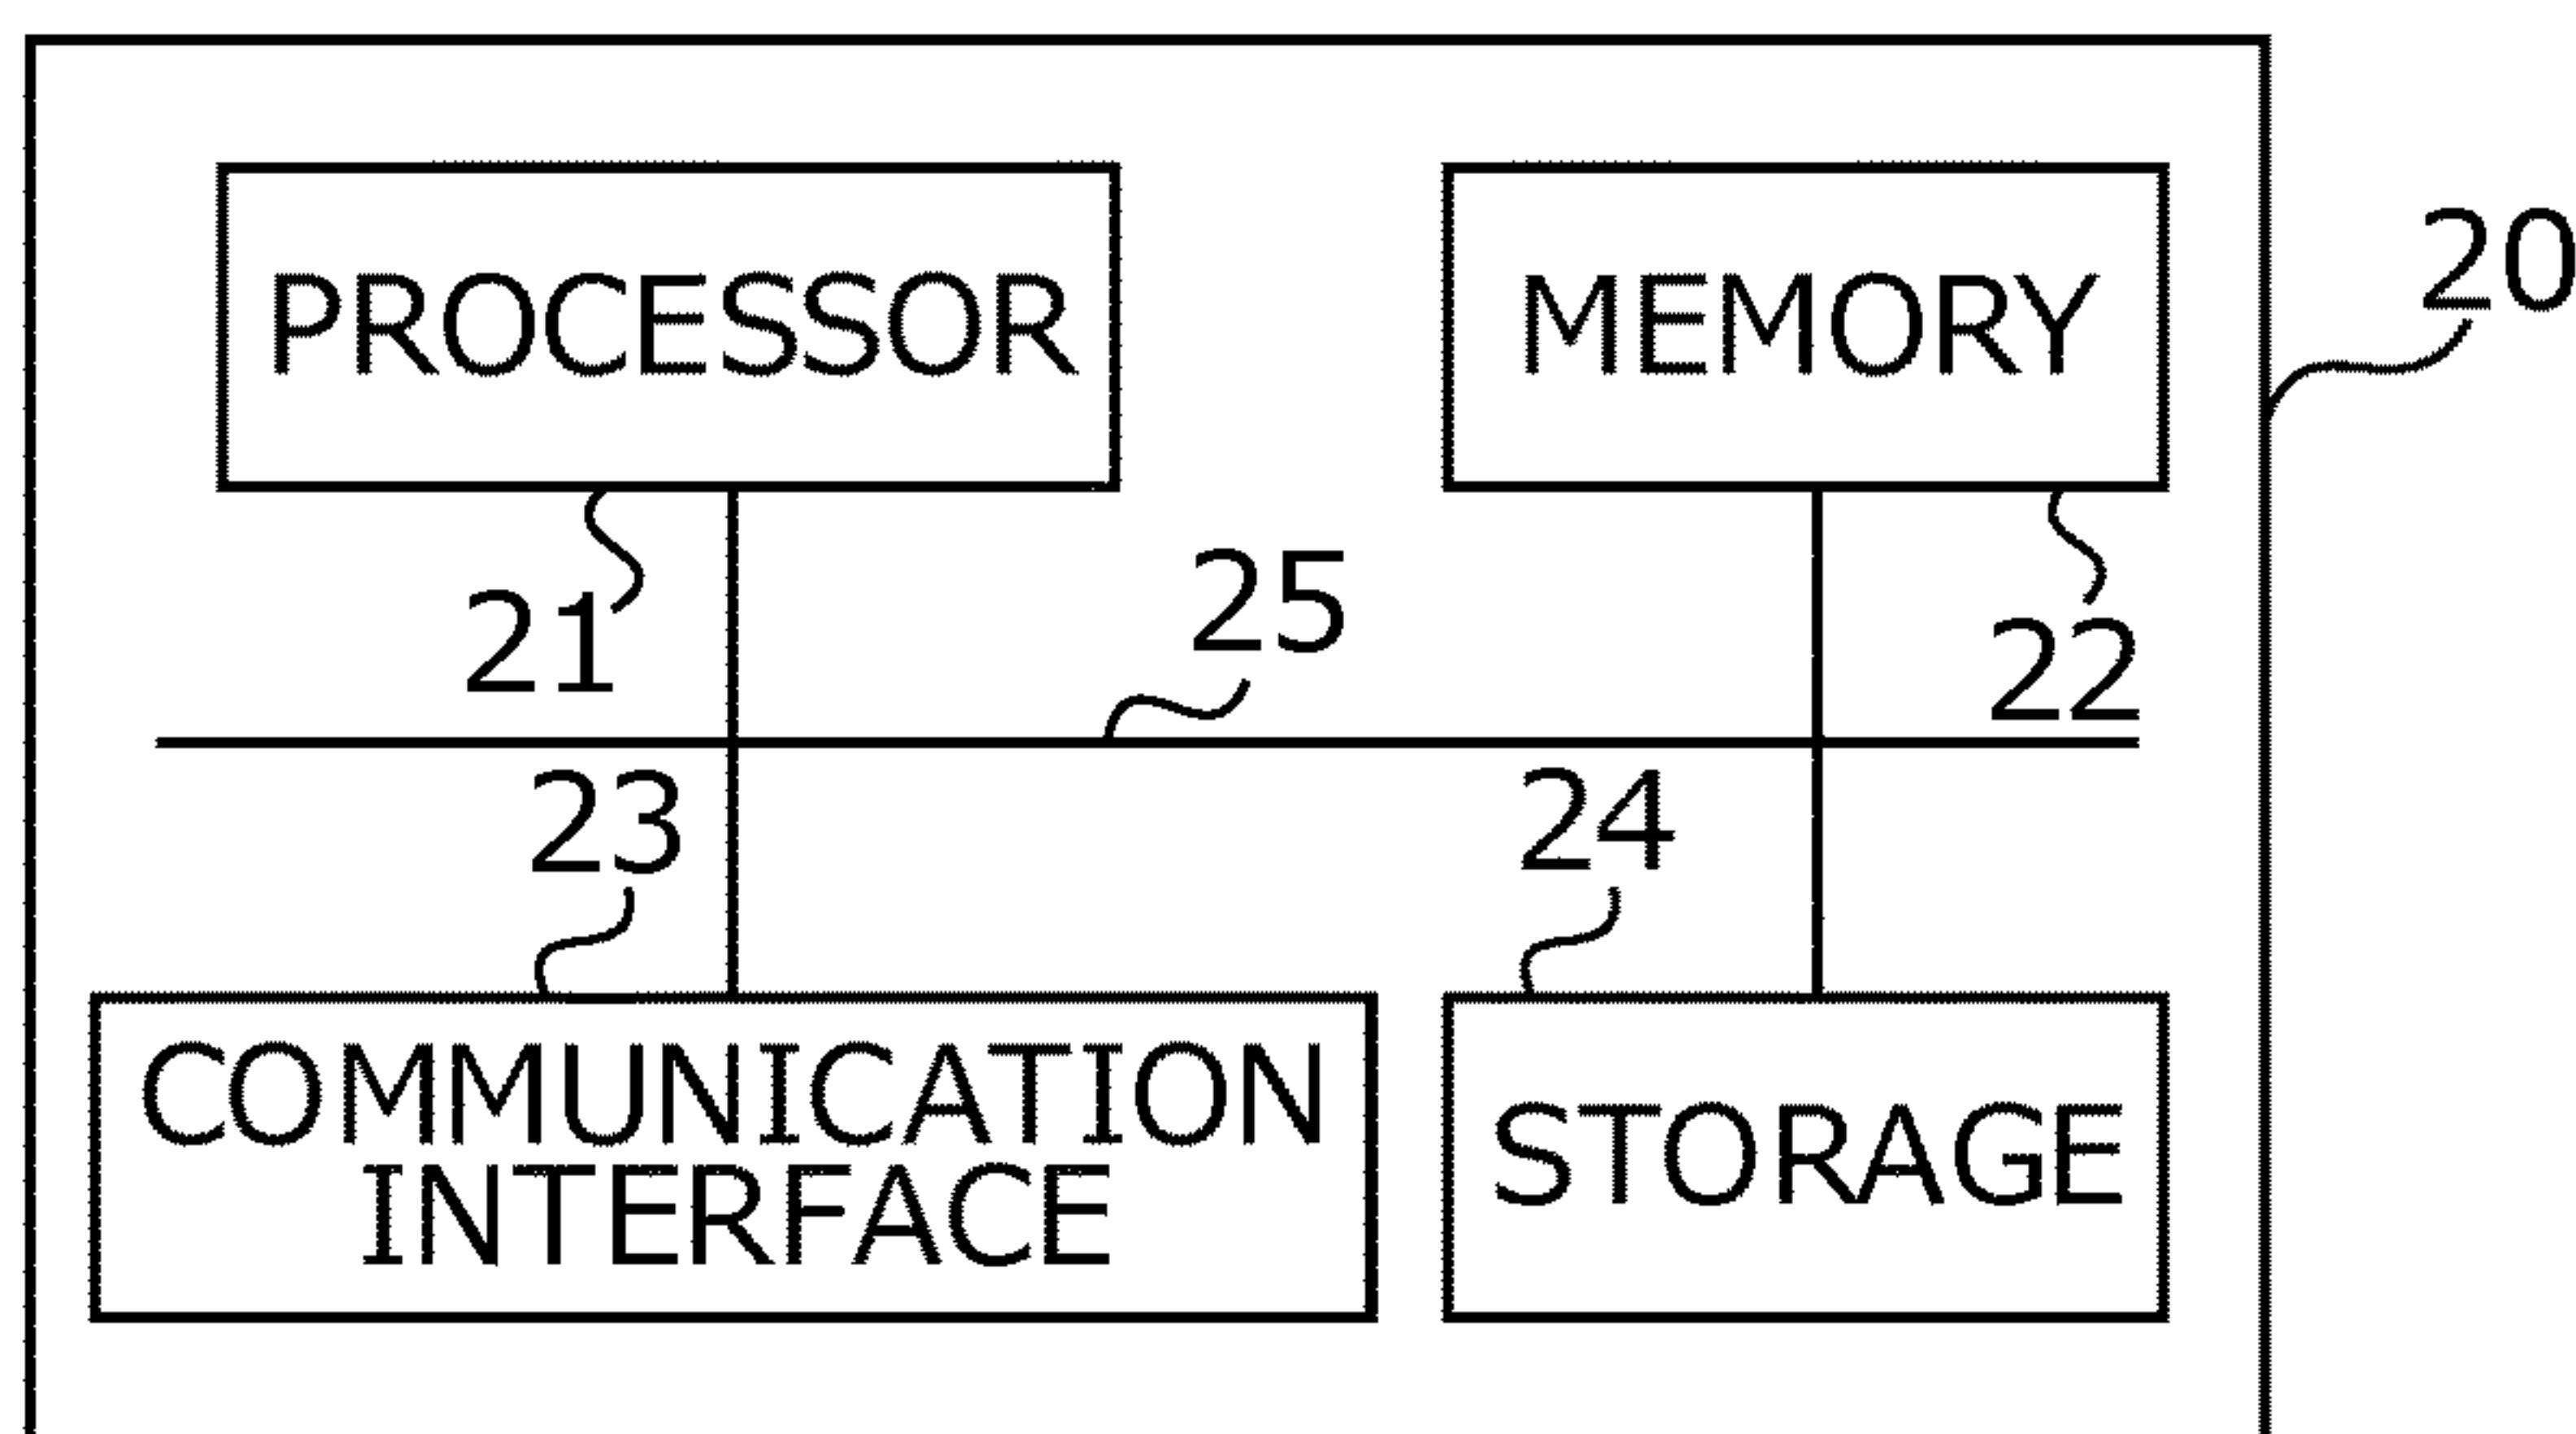 PROCESSOR
MEMORY
20
21
25
22
23
24
COMMUNICATION
INTERFACE
STORAGE